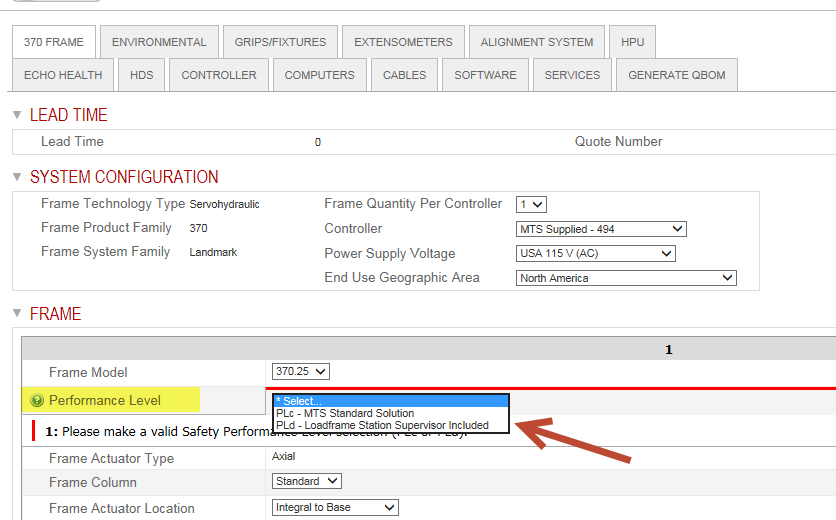 370 FRAME ENVIRONMENTAL GRIPS/FIXTURES EXTENSOMETERS ALIGNMENT SYSTEM HPU
ECHO HEALTH HDS CONTROLLER COMPUTERS CABLES SOFTWARE SERVICES GENERATE QBOM
LEAD TIME
Lead Time 0 Quote Number
SYSTEM CONFIGURATION
Frame Technology Type Servohydraulic Frame Quantity Per Controller 1
Frame Product Family 370 Controller MTS Supplied - 494
Frame System Family Landmark Power Supply Voltage USA 115 V (AC)
End Use Geographic Area North America
FRAME
1
Frame Model 370.25
Performance Level * Select...
PLc - MTS Standard Solution
PLd - Loadframe Station Supervisor Included
1: Please make a valid Safety Performance Level selection (PLc or PLd).
Frame Actuator Type Axial
Frame Column Standard
Frame Actuator Location Integral to Base